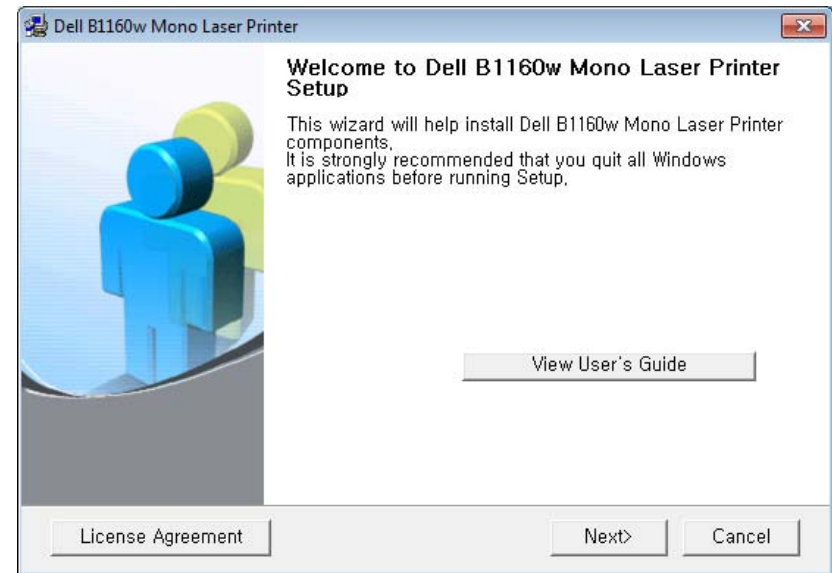 Dell B1160w Mono Laser Printer
Welcome to Dell B1160w Mono Laser Printer
Setup
This wizard will help install Dell B1160w Mono Laser Printer
components,
It is strongly recommended that you quit all Windows
applications before running Setup,
View User's Guide
License Agreement
Next>
Cancel